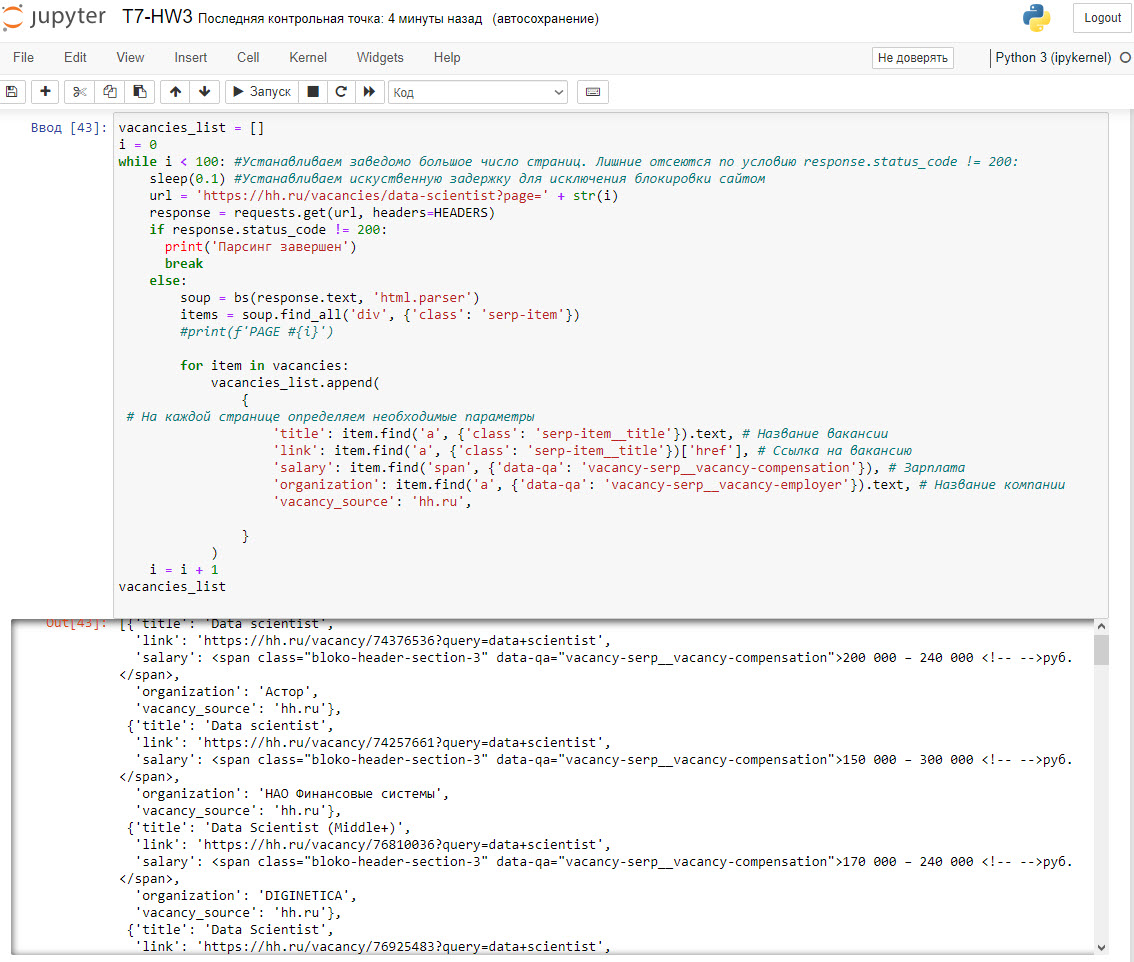 jupyter T7-HW3 Последняя контрольная точка: 4 минуты назад (автосохранение)
Logout
File Edit View Insert Cell Kernel Widgets Help
Не доверять
Python 3 (ipykernel)
Запуск
Код
Ввод [43]:
vacancies_list = []
i = 0
while i < 100: #Устанавливаем заведомо большое число страниц. Лишние отсеются по условию response.status_code != 200:
    sleep(0.1) #Устанавливаем искуственную задержку для исключения блокировки сайтом
    url = 'https://hh.ru/vacancies/data-scientist?page=' + str(i)
    response = requests.get(url, headers=HEADERS)
    if response.status_code != 200:
      print('Парсинг завершен')
      break
    else:
        soup = bs(response.text, 'html.parser')
        items = soup.find_all('div', {'class': 'serp-item'})
        #print(f'PAGE #{i}')
        for item in vacancies:
            vacancies_list.append(
                {
 # На каждой странице определяем необходимые параметры
                    'title': item.find('a', {'class': 'serp-item__title'}).text, # Название вакансии
                    'link': item.find('a', {'class': 'serp-item__title'})['href'], # Ссылка на вакансию
                    'salary': item.find('span', {'data-qa': 'vacancy-serp__vacancy-compensation'}), # Зарплата
                    'organization': item.find('a', {'data-qa': 'vacancy-serp__vacancy-employer'}).text, # Название компании
                    'vacancy_source': 'hh.ru',
                }
            )
    i = i + 1
vacancies_list
Out[43]:
[{'title': 'Data scientist',
  'link': 'https://hh.ru/vacancy/74376536?query=data+scientist',
  'salary': <span class="bloko-header-section-3" data-qa="vacancy-serp__vacancy-compensation">200 000 – 240 000 <!-- -->руб.
</span>,
  'organization': 'Астор',
  'vacancy_source': 'hh.ru'},
 {'title': 'Data scientist',
  'link': 'https://hh.ru/vacancy/74257661?query=data+scientist',
  'salary': <span class="bloko-header-section-3" data-qa="vacancy-serp__vacancy-compensation">150 000 – 300 000 <!-- -->руб.
</span>,
  'organization': 'НАО Финансовые системы',
  'vacancy_source': 'hh.ru'},
 {'title': 'Data Scientist (Middle+)',
  'link': 'https://hh.ru/vacancy/76810036?query=data+scientist',
  'salary': <span class="bloko-header-section-3" data-qa="vacancy-serp__vacancy-compensation">170 000 – 240 000 <!-- -->руб.
</span>,
  'organization': 'DIGINETICA',
  'vacancy_source': 'hh.ru'},
 {'title': 'Data Scientist',
  'link': 'https://hh.ru/vacancy/76925483?query=data+scientist',